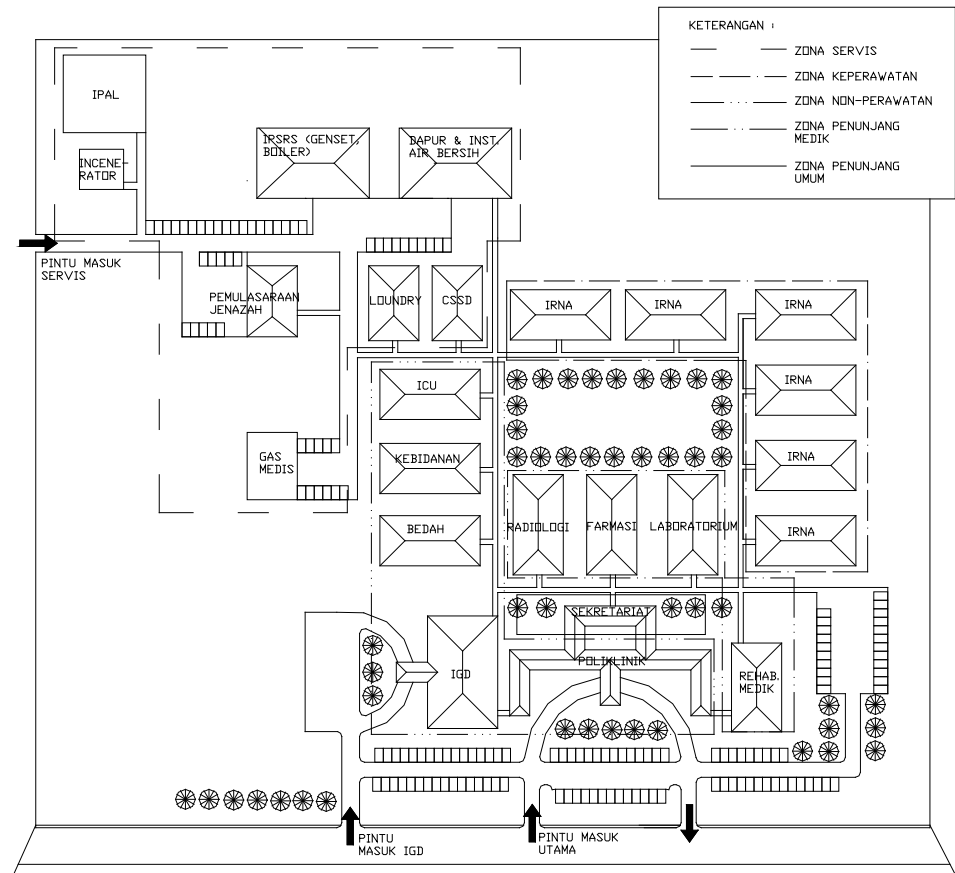 KETERANGAN :
ZONA SERVIS
ZONA KEPERAWATAN
ZONA NON-PERAWATAN
ZONA PENUNJANG
MEDIK
ZONA PENUNJANG
UMUM
IPAL
IPSRS (GENSET,
BOILER)
DAPUR & INST.
AIR BERSIH
INCENE-
RATOR
PINTU MASUK
SERVIS
PEMULASARAAN
JENAZAH
LOUNDRY
CSSD
IRNA
IRNA
IRNA
ICU
IRNA
GAS
MEDIS
KEBIDANAN
IRNA
BEDAH
RADIOLOGI
FARMASI
LABORATORIUM
IRNA
SEKRETARIAT
POLIKLINIK
IGD
REHAB.
MEDIK
PINTU
MASUK IGD
PINTU MASUK
UTAMA